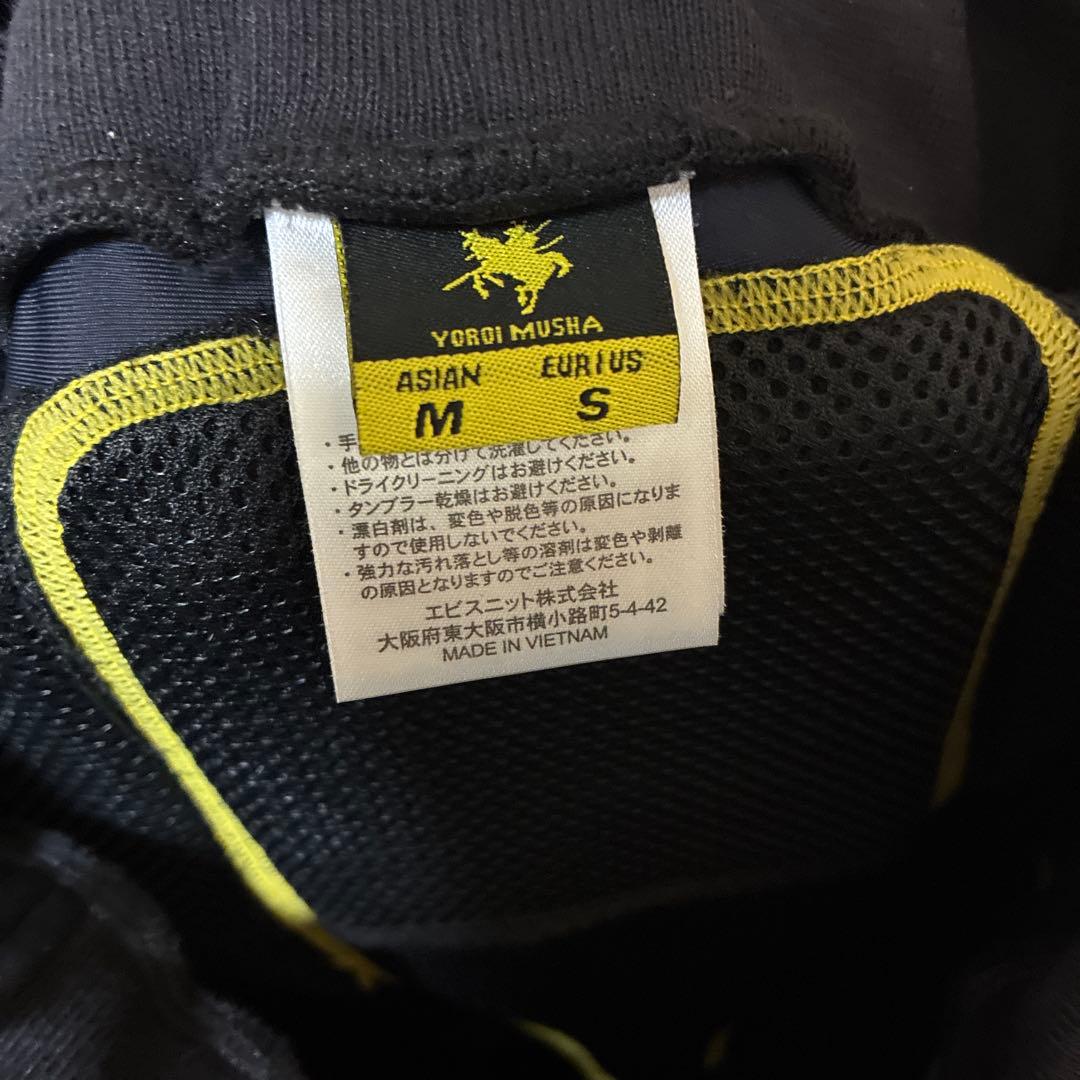 YOROI MUSHA
ASIAN EUR/US
M S
・手
・他の物とは分けて洗濯してください。
・ドライクリーニングはお避けください。
・タンブラー乾燥はお避けください。
・漂白剤は、変色や脱色等の原因になりま
すので使用しないでください。
・強力な汚れ落とし等の溶剤は変色や剥離
の原因となりますのでご注意ください。
エビスニット株式会社
大阪府東大阪市横小路町5-4-42
MADE IN VIETNAM